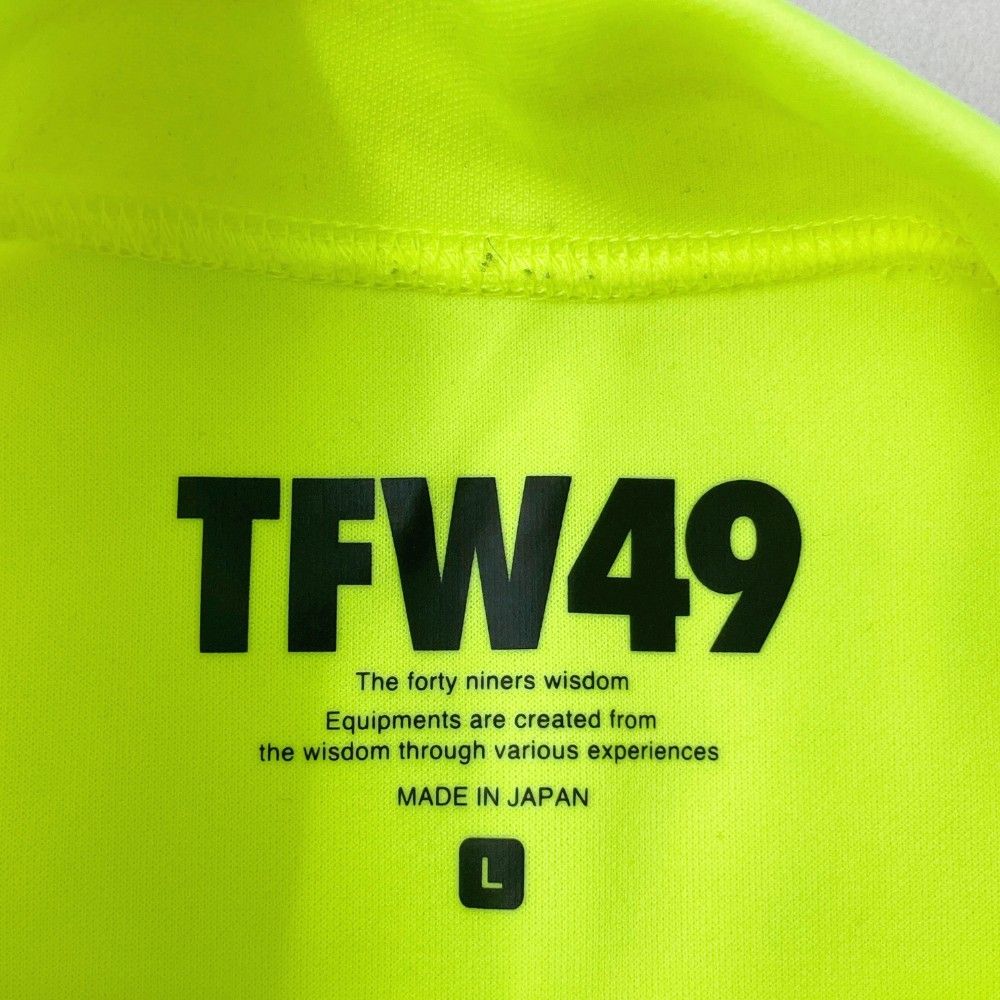 TFW49
The forty niners wisdom
Equipments are created from
the wisdom through various experiences
MADE IN JAPAN
L